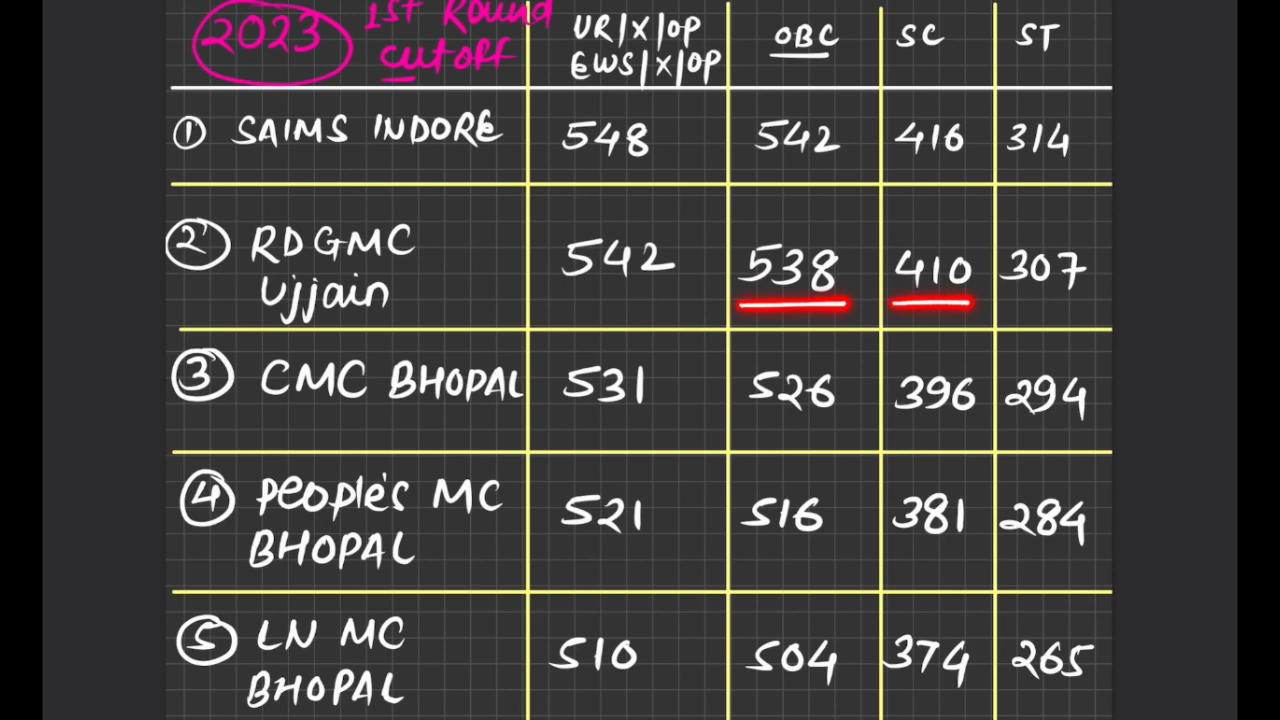 2023 1st Round cutoff
UR/X/OP
EWS/X/OP
OBC SC ST
① SAIMS INDORE 548 542 416 314
② RDGMC
Ujjain
542 538 410 307
③ CMC BHOPAL 531 526 396 294
④ People's MC
BHOPAL
521 516 381 284
⑤ LN MC
BHOPAL
510 504 374 265